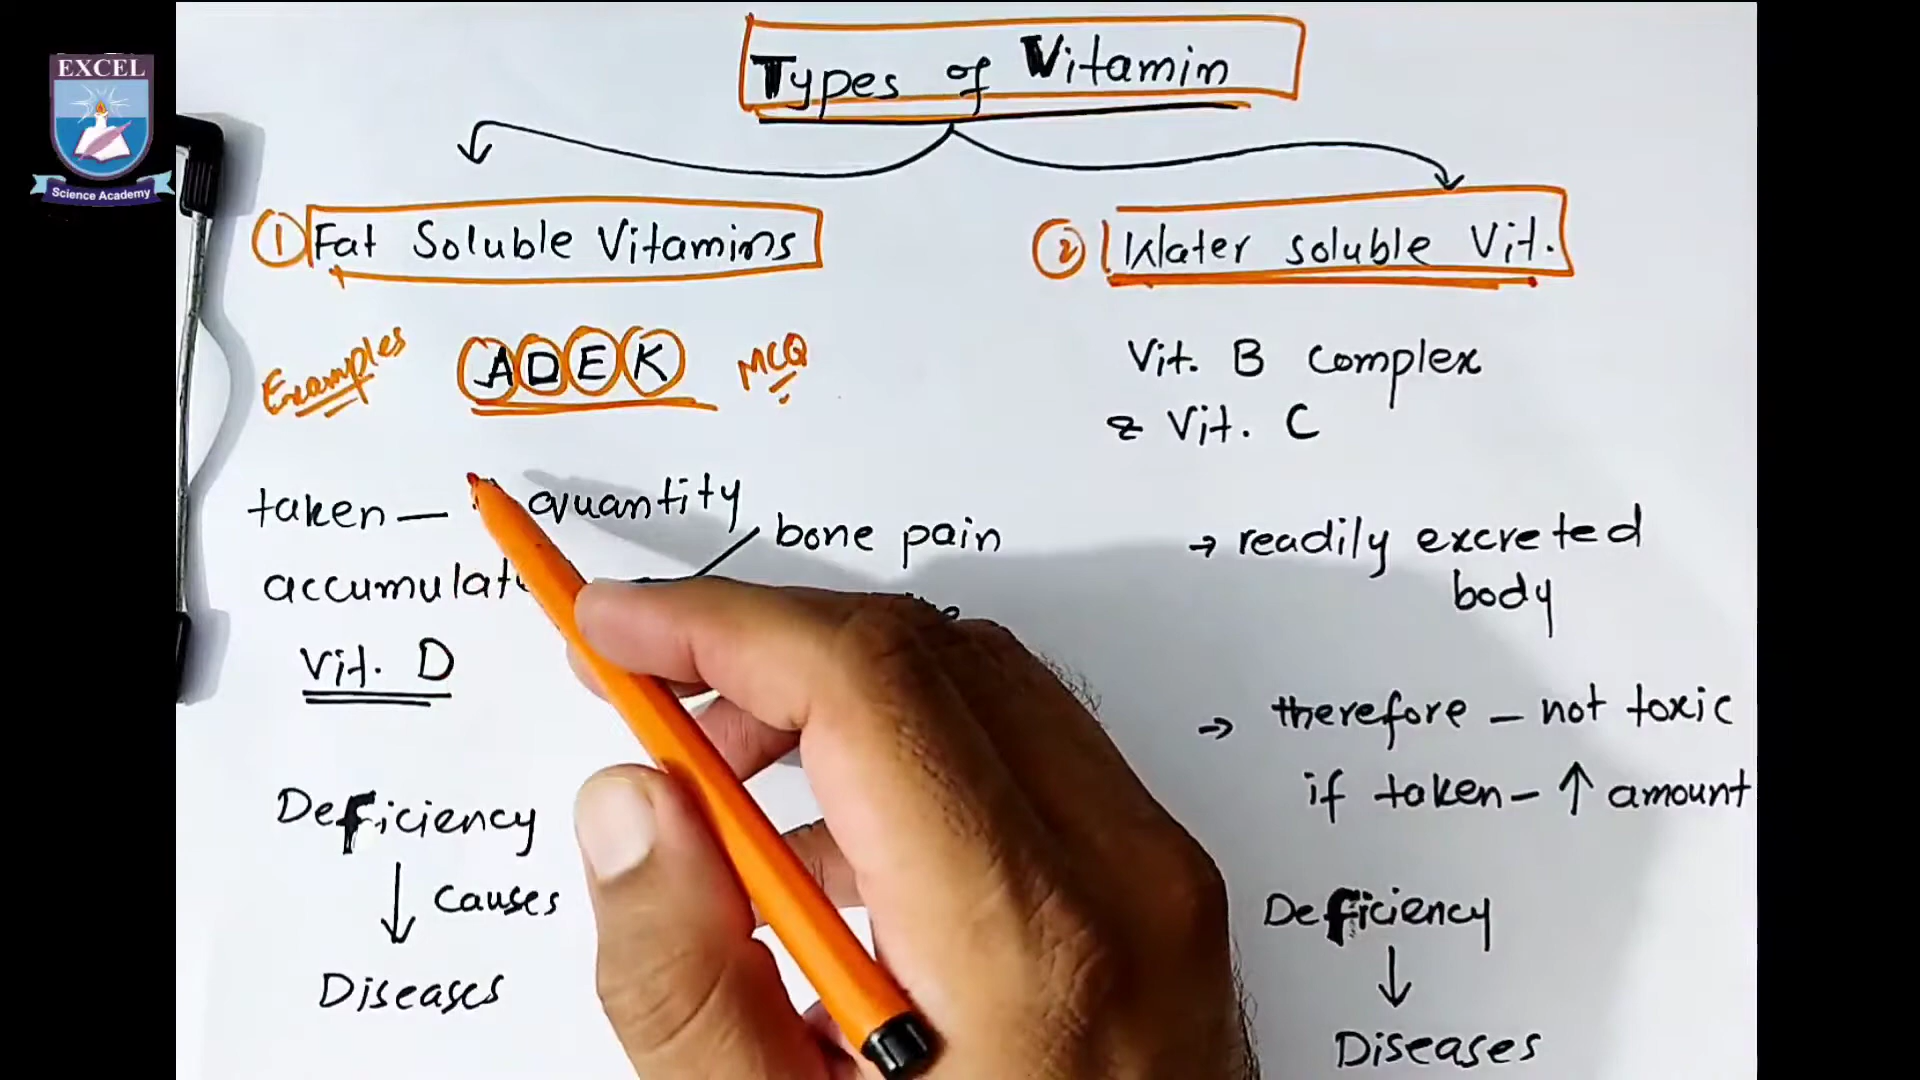 EXCEL
Science Academy
Types of Vitamin
① Fat Soluble Vitamins
Examples ADEK MCQ
taken — quantity
accumulat
bone pain
Vit. D
Deficiency
↓ causes
Diseases
② Water soluble Vit.
Vit. B complex
& Vit. C
→ readily excreted
body
→ therefore – not toxic
if taken – ↑ amount
Deficiency
↓
Diseases